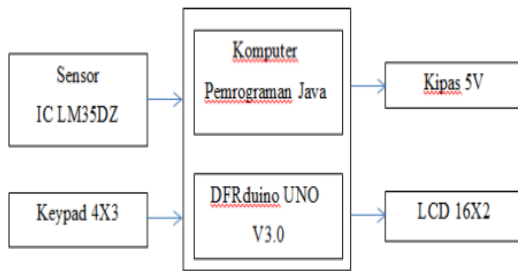 Sensor
IC LM35DZ
Komputer
Pemrograman Java
Kipas 5V
Keypad 4X3
DFRduino UNO
V3.0
LCD 16X2